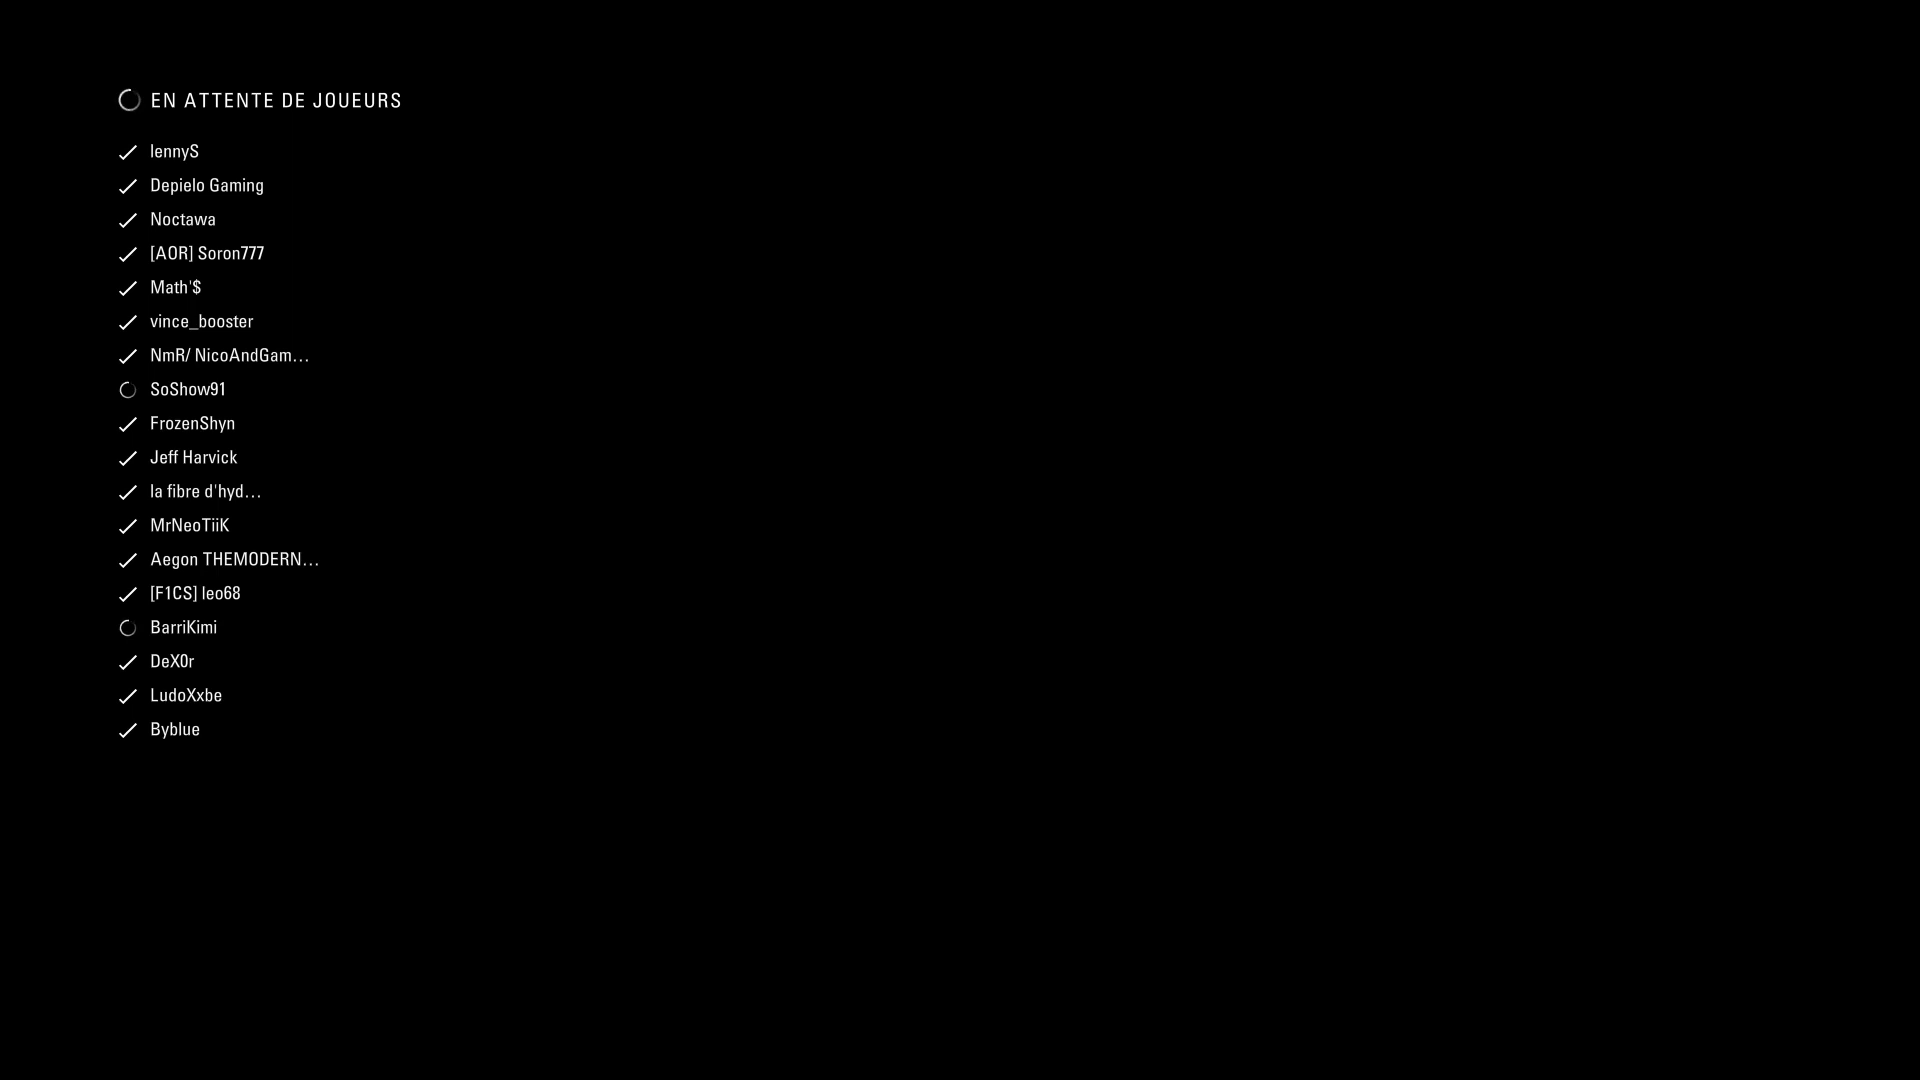 EN ATTENTE DE JOUEURS
lennyS
Depielo Gaming
Noctawa
[AOR] Soron777
Math'$
vince_booster
NmR/ NicoAndGam...
SoShow91
FrozenShyn
Jeff Harvick
la fibre d'hyd...
MrNeoTiiK
Aegon THEMODERN...
[F1CS] leo68
BarriKimi
DeX0r
LudoXxbe
Byblue